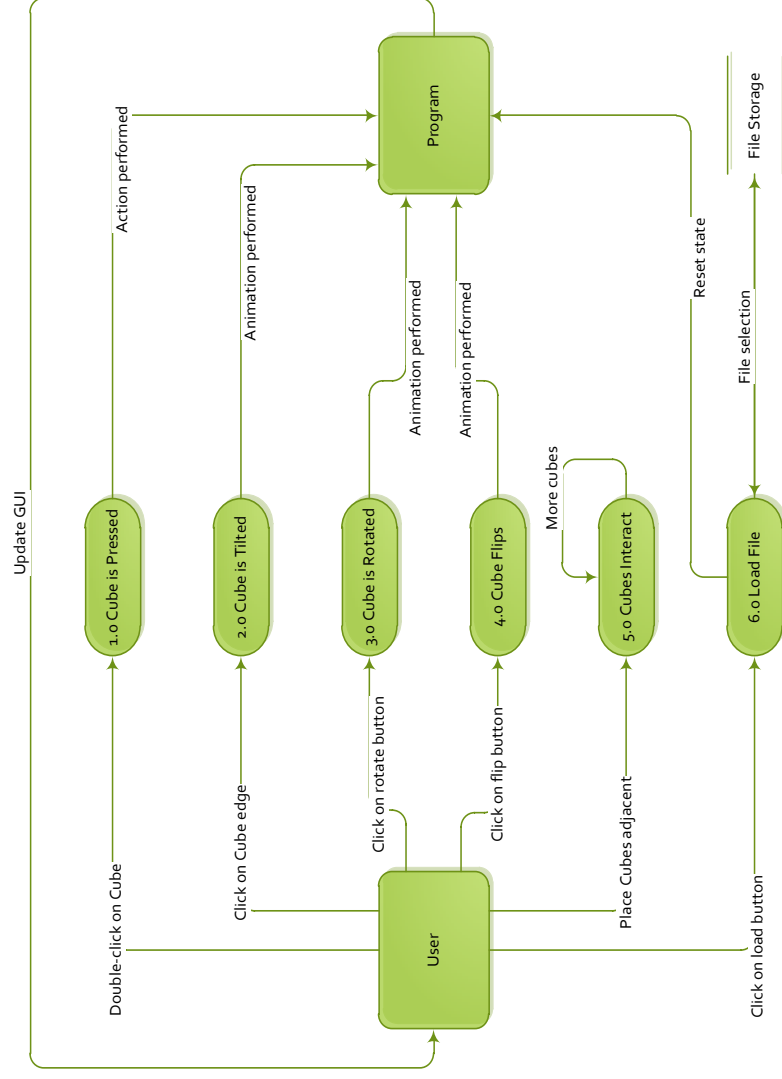 Update GUI
Double-click on Cube
1.0 Cube is Pressed
Action performed
Click on Cube edge
2.0 Cube is Tilted
Animation performed
User
Click on rotate button
3.0 Cube is Rotated
Animation performed
Program
Click on flip button
4.0 Cube Flips
Animation performed
Place Cubes adjacent
5.0 Cubes Interact
More cubes
Reset state
Click on load button
6.0 Load File
File selection
File Storage